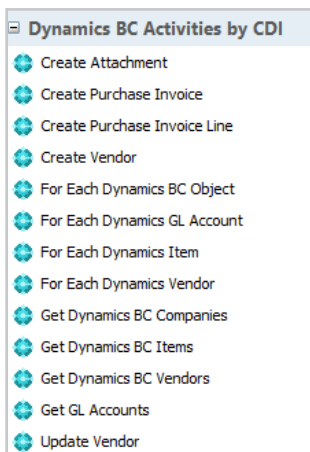 Dynamics BC Activities by CDI
Create Attachment
Create Purchase Invoice
Create Purchase Invoice Line
Create Vendor
For Each Dynamics BC Object
For Each Dynamics GL Account
For Each Dynamics Item
For Each Dynamics Vendor
Get Dynamics BC Companies
Get Dynamics BC Items
Get Dynamics BC Vendors
Get GL Accounts
Update Vendor